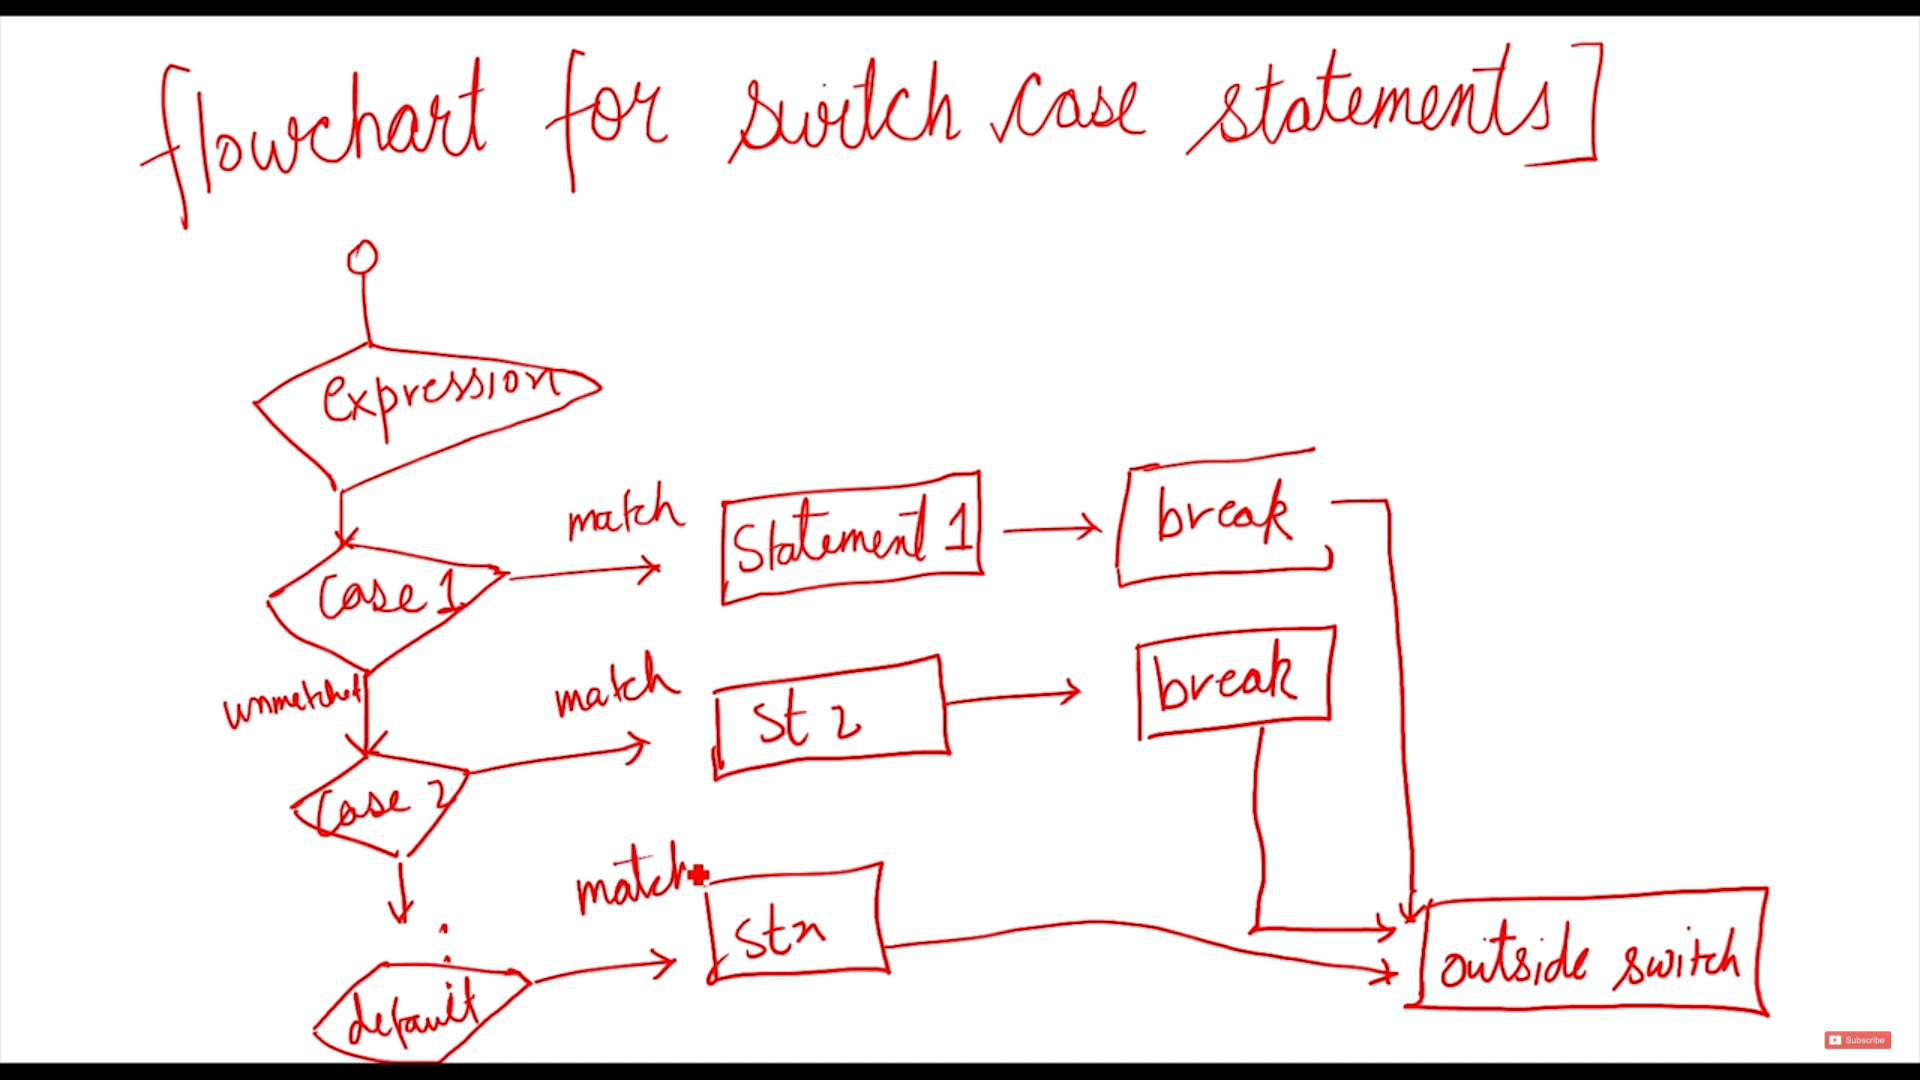 flowchart for switch case statements]
expression
match
Statement 1
break
Case 1
unmatched
match
St 2
break
Case 2
match
stn
outside switch
default
Subscribe